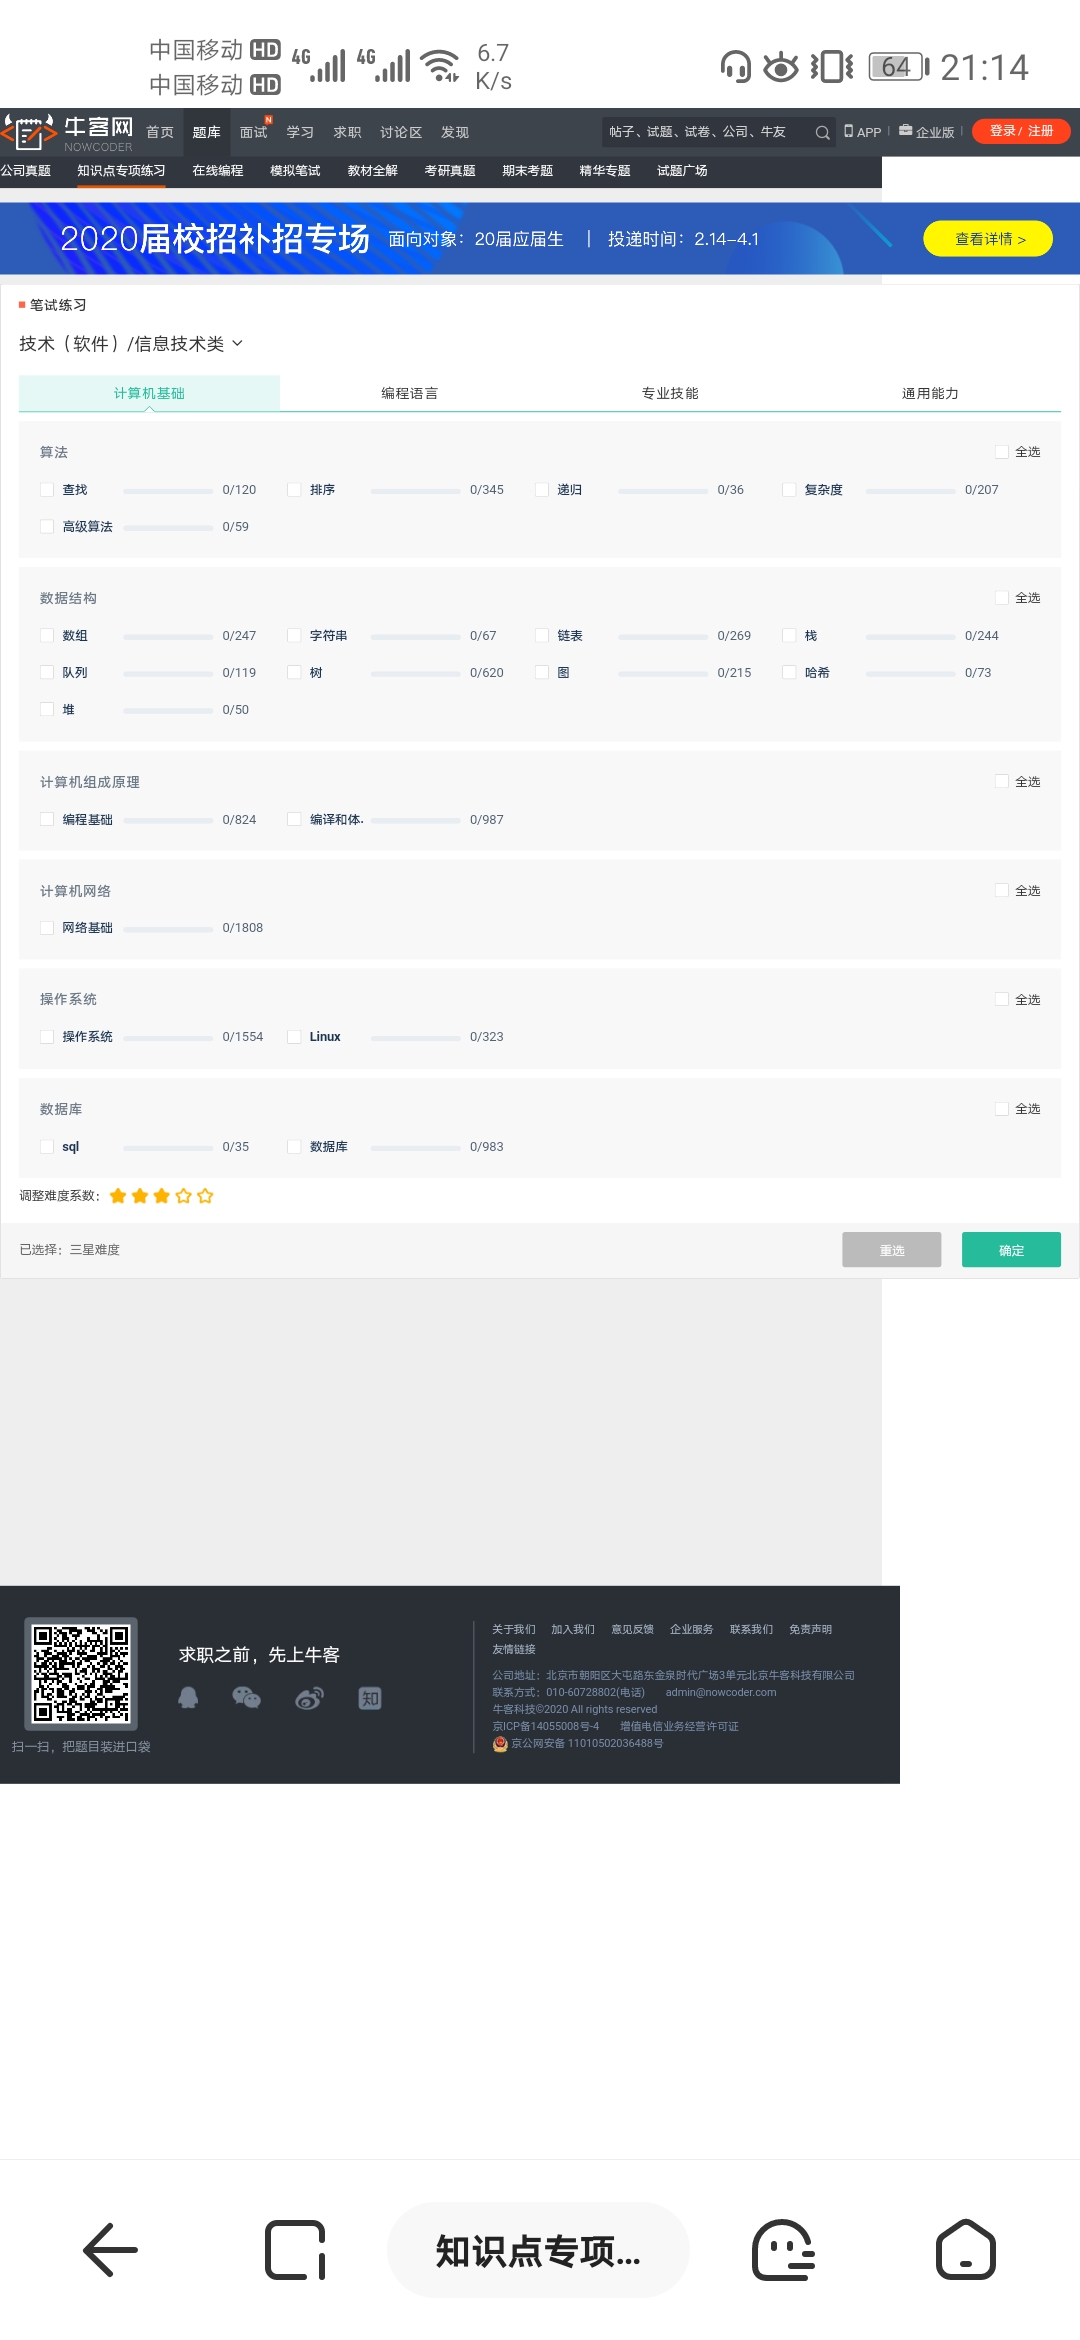 中国移动 HD 4G 4G 6.7 64 21:14
中国移动 HD K/s
牛客网 首页 题库 面试 N 学习 求职 讨论区 发现 帖子、试题、试卷、公司、牛友 APP | 企业版 | 登录 / 注册
NOWCODER
公司真题 知识点专项练习 在线编程 模拟笔试 教材全解 考研真题 期末考题 精华专题 试题广场
2020届校招补招专场 面向对象：20届应届生 | 投递时间：2.14-4.1 查看详情 >
笔试练习
技术（软件）/信息技术类
计算机基础 编程语言 专业技能 通用能力
算法 全选
查找 0/120 排序 0/345 递归 0/36 复杂度 0/207
高级算法 0/59
数据结构 全选
数组 0/247 字符串 0/67 链表 0/269 栈 0/244
队列 0/119 树 0/620 图 0/215 哈希 0/73
堆 0/50
计算机组成原理 全选
编程基础 0/824 编译和体. 0/987
计算机网络 全选
网络基础 0/1808
操作系统 全选
操作系统 0/1554 Linux 0/323
数据库 全选
sql 0/35 数据库 0/983
调整难度系数：
已选择：三星难度 重选 确定
关于我们 加入我们 意见反馈 企业服务 联系我们 免责声明
友情链接
求职之前，先上牛客
知
扫一扫，把题目装进口袋
公司地址：北京市朝阳区大屯路东金泉时代广场3单元北京牛客科技有限公司
联系方式：010-60728802(电话) admin@nowcoder.com
牛客科技©2020 All rights reserved
京ICP备14055008号-4 增值电信业务经营许可证
京公网安备 11010502036488号
知识点专项...